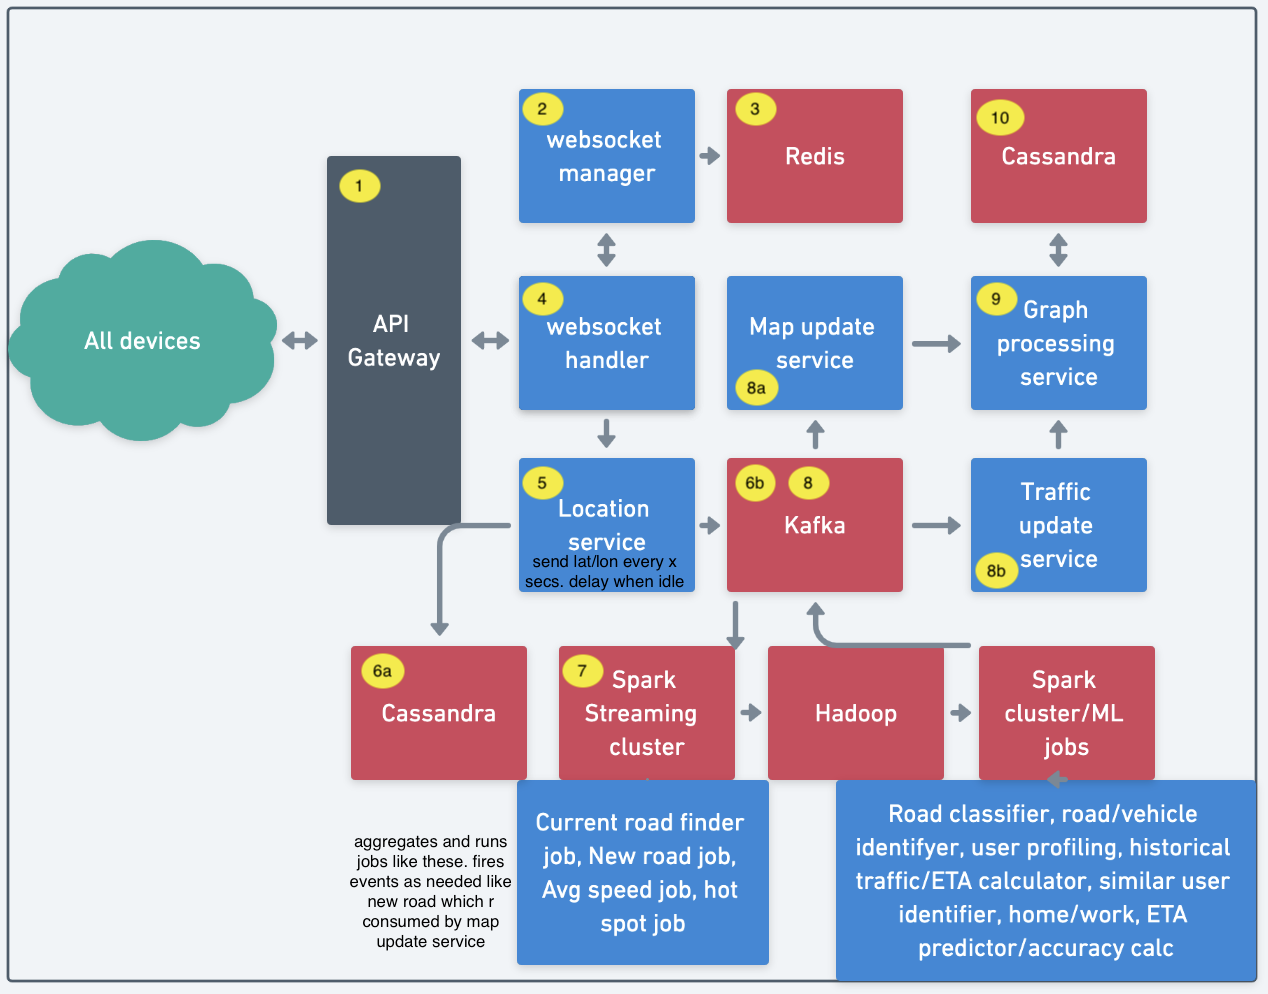 All devices
1
API
Gateway
2
websocket
manager
3
Redis
10
Cassandra
4
websocket
handler
Map update
service
8a
9
Graph
processing
service
5
Location
service
send lat/lon every x
secs. delay when idle
6b
8
Kafka
Traffic
update
service
8b
6a
Cassandra
7
Spark
Streaming
cluster
Hadoop
Spark
cluster/ML
jobs
aggregates and runs
jobs like these. fires
events as needed like
new road which r
consumed by map
update service
Current road finder
job, New road job,
Avg speed job, hot
spot job
Road classifier, road/vehicle
identifyer, user profiling, historical
traffic/ETA calculator, similar user
identifier, home/work, ETA
predictor/accuracy calc